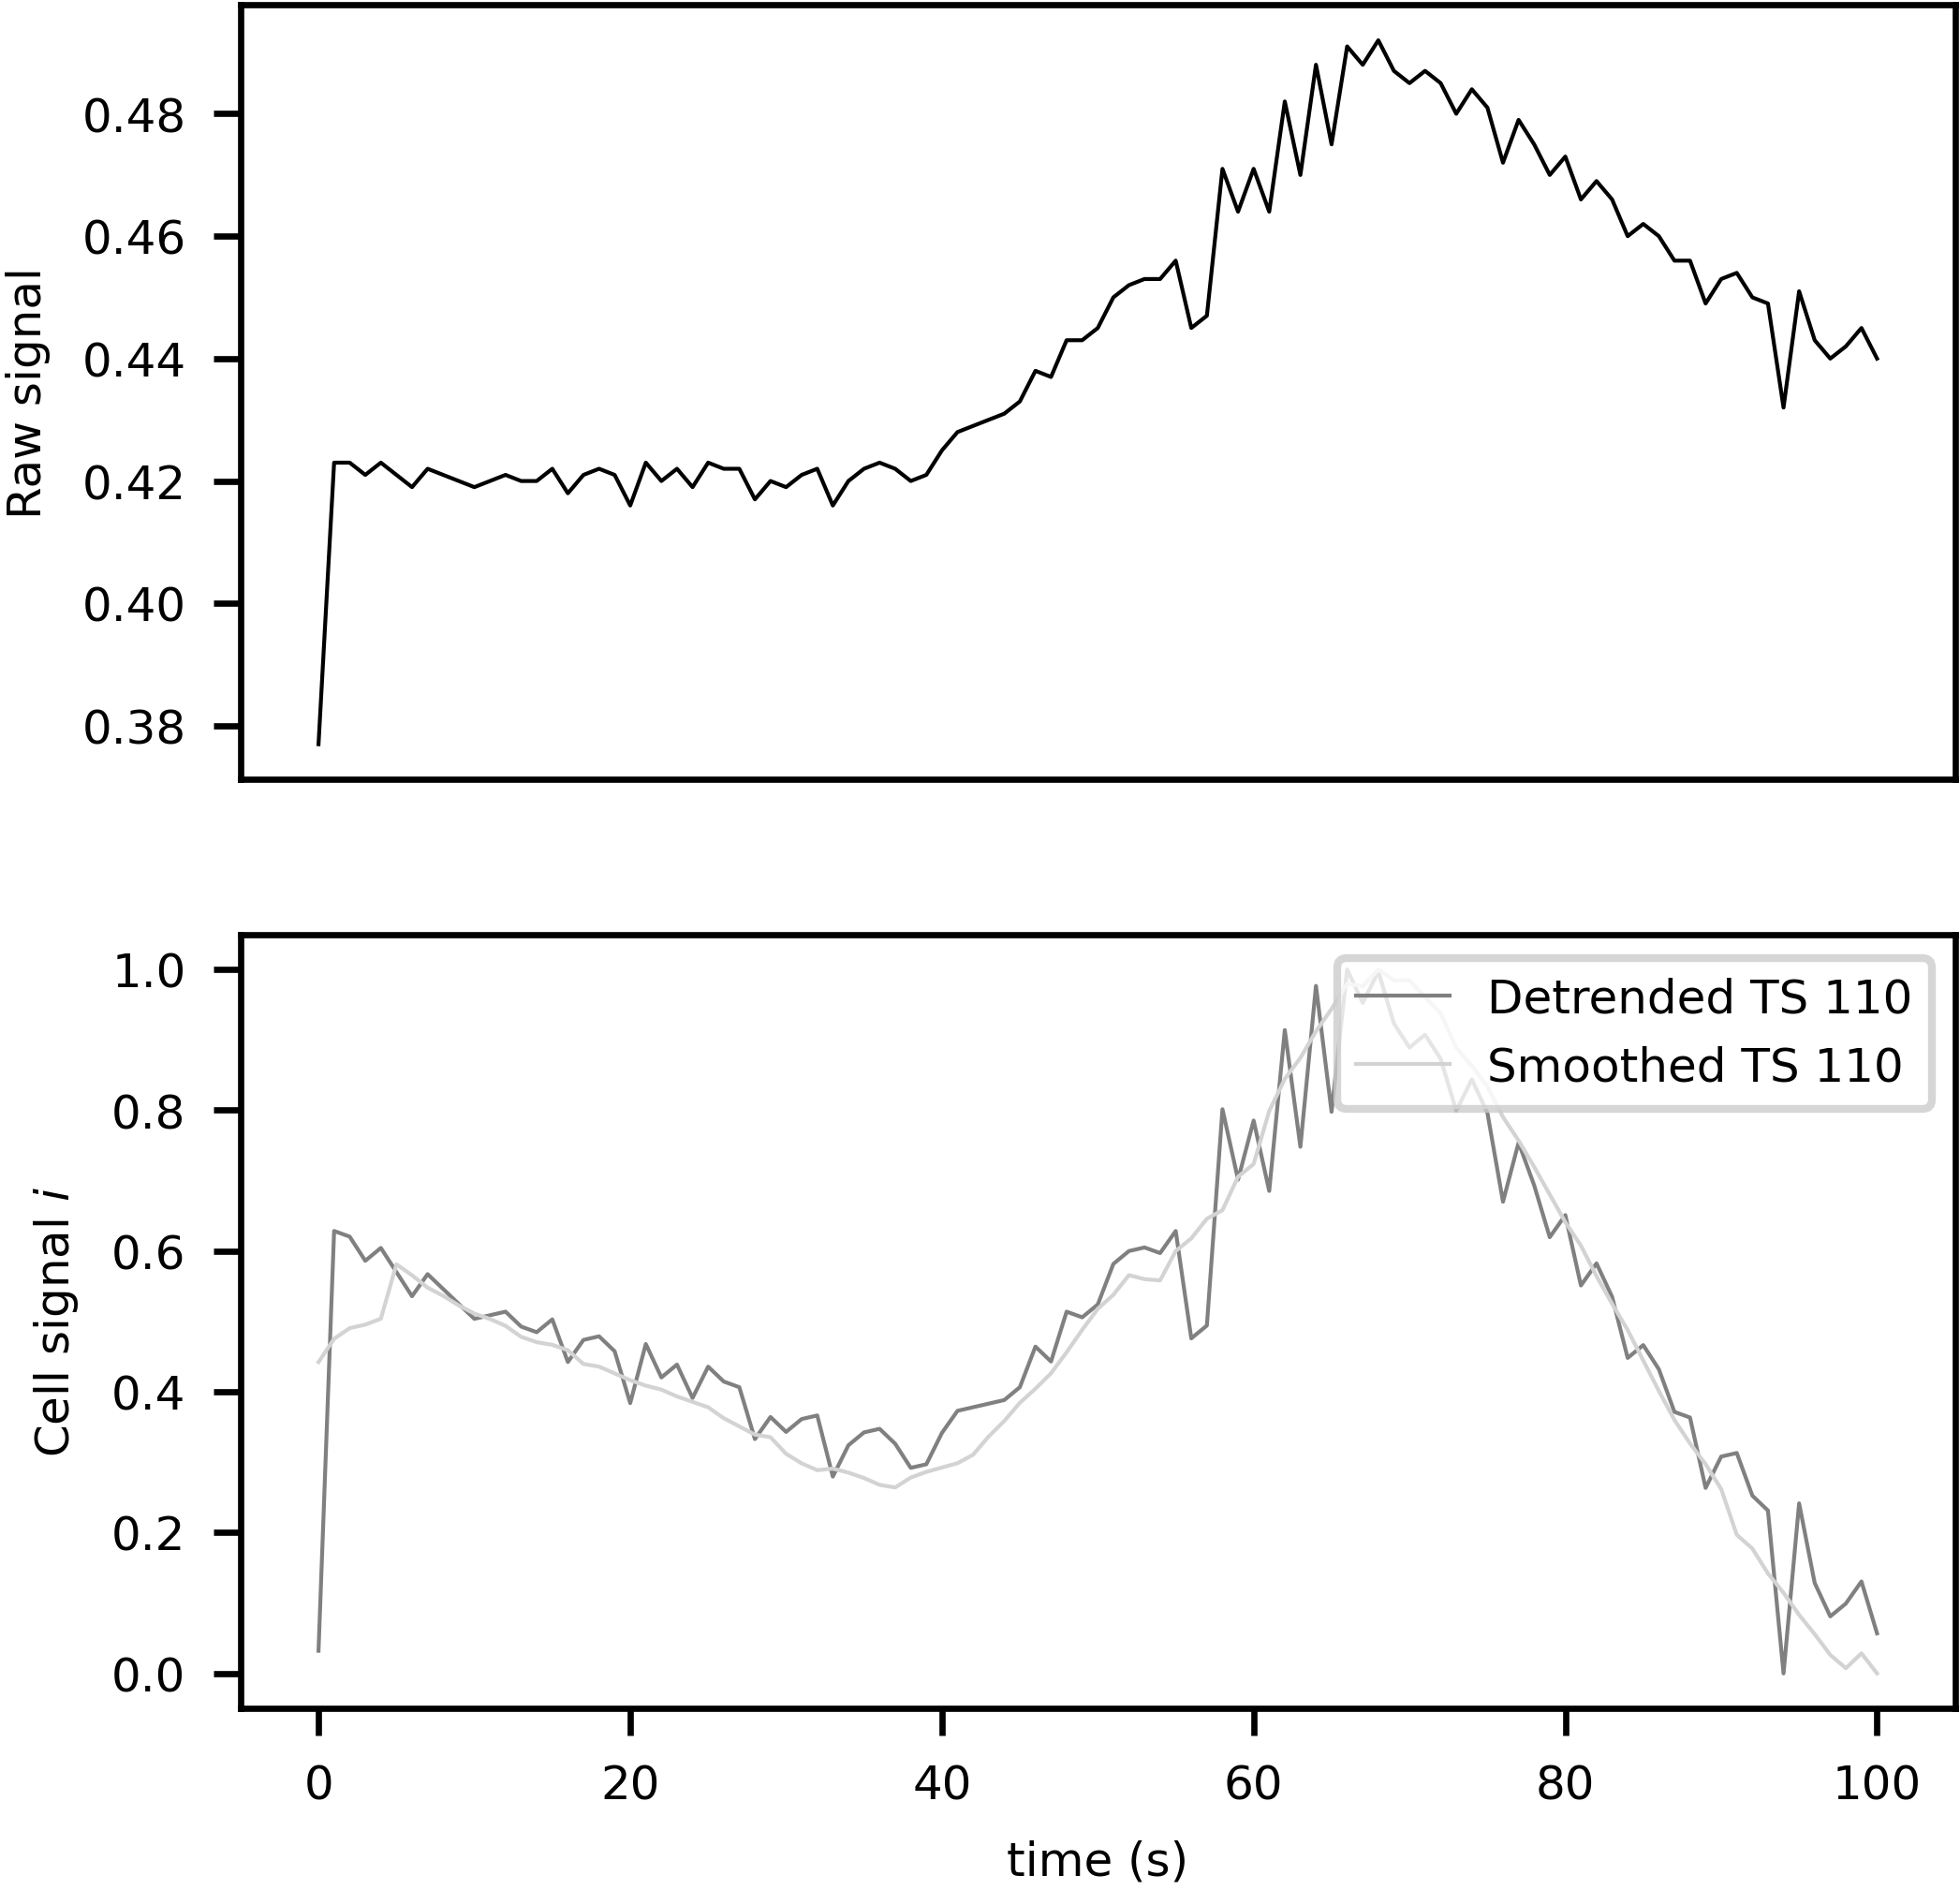 0.48
0.46
0.44
0.42
0.40
0.38
Raw signal
1.0
0.8
0.6
0.4
0.2
0.0
Cell signal i
Detrended TS 110
Smoothed TS 110
0 20 40 60 80 100
time (s)